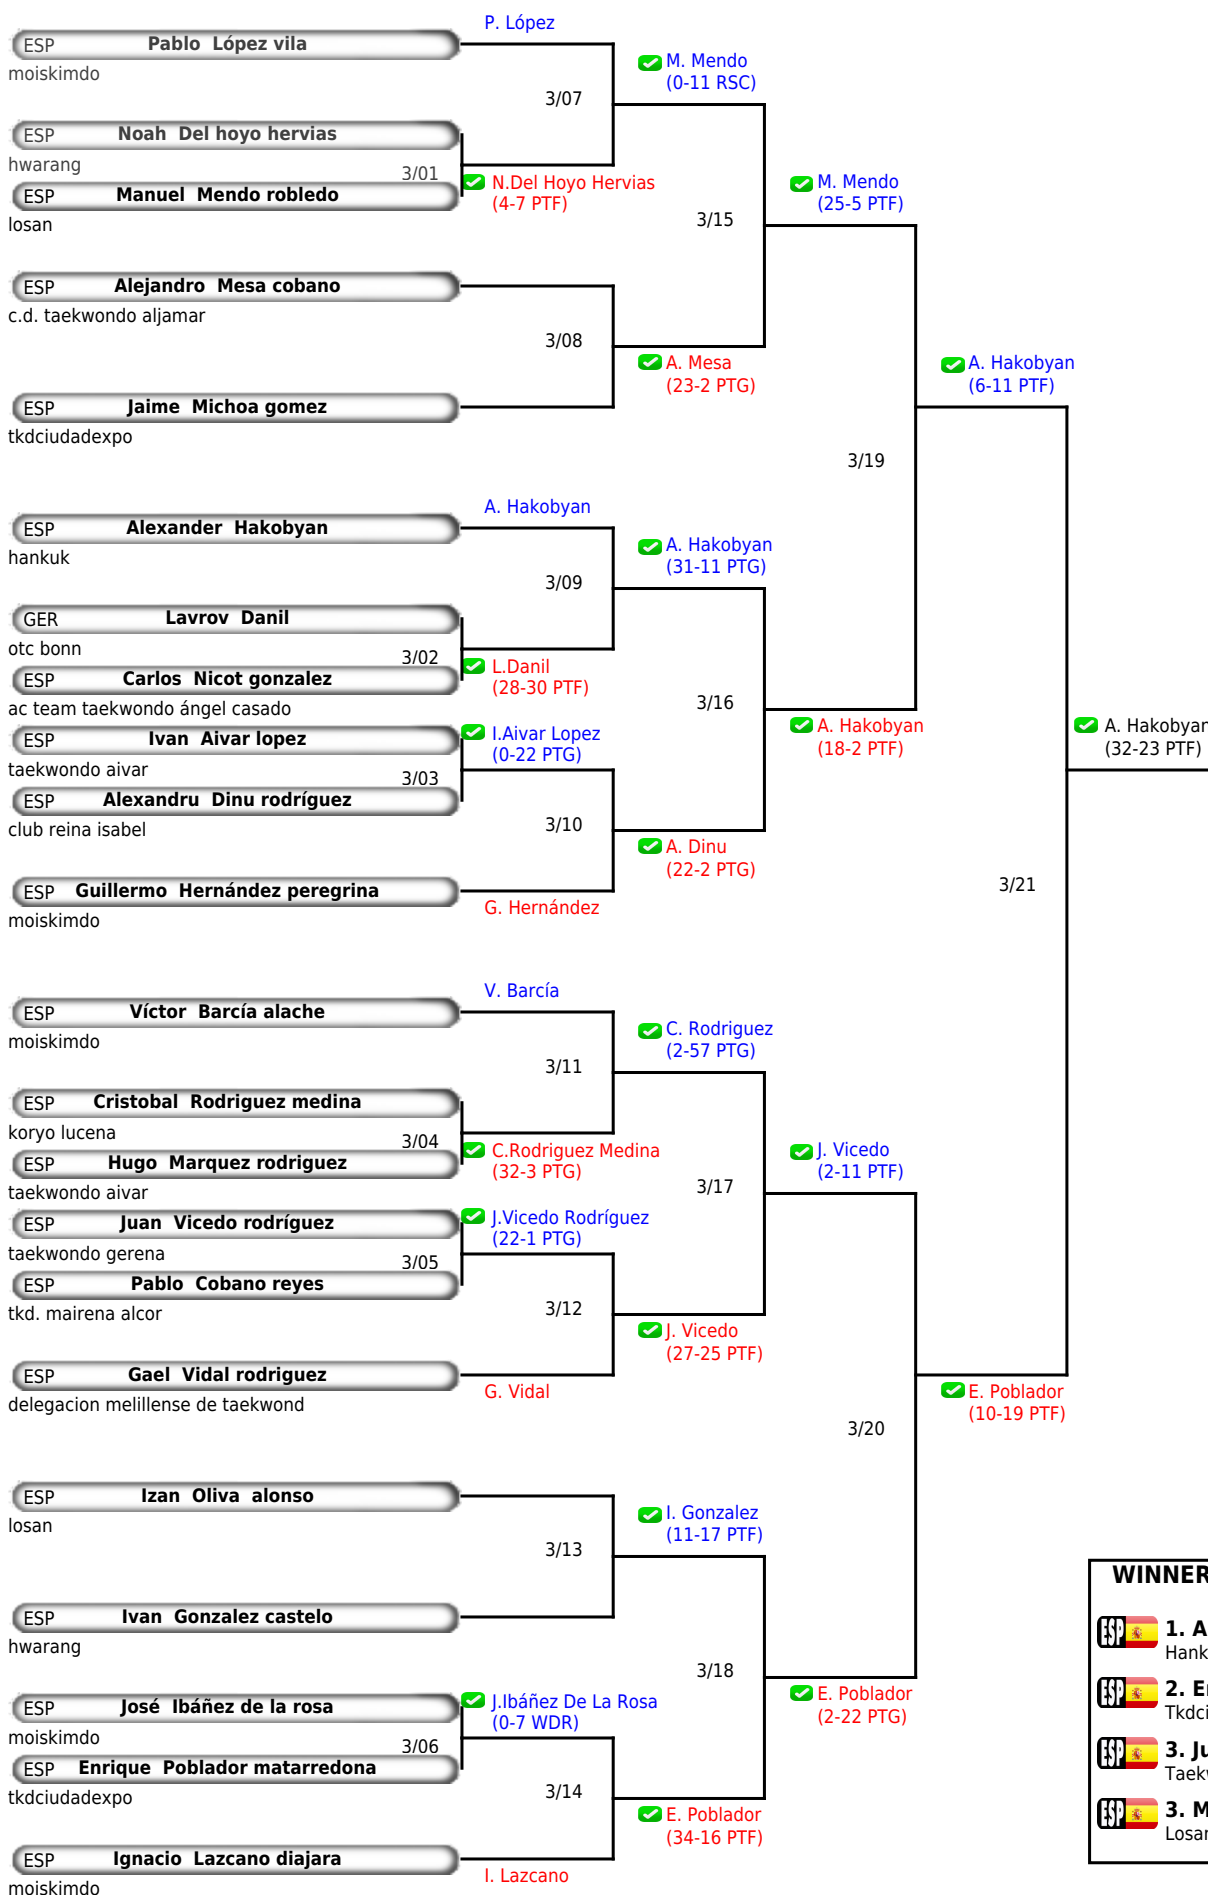 P. López
ESP Pablo López vila
moiskimdo
M. Mendo
(0-11 RSC)
3/07
ESP Noah Del hoyo hervias
hwarang
3/01
N.Del Hoyo Hervias
(4-7 PTF)
ESP Manuel Mendo robledo
losan
M. Mendo
(25-5 PTF)
3/15
ESP Alejandro Mesa cobano
c.d. taekwondo aljamar
3/08
A. Mesa
(23-2 PTG)
A. Hakobyan
(6-11 PTF)
ESP Jaime Michoa gomez
tkdciudadexpo
3/19
A. Hakobyan
ESP Alexander Hakobyan
hankuk
A. Hakobyan
(31-11 PTG)
3/09
GER Lavrov Danil
otc bonn
3/02
L.Danil
(28-30 PTF)
ESP Carlos Nicot gonzalez
ac team taekwondo ángel casado
3/16
ESP Ivan Aivar lopez
taekwondo aivar
I.Aivar Lopez
(0-22 PTG)
3/03
A. Hakobyan
(18-2 PTF)
A. Hakobyan
(32-23 PTF)
ESP Alexandru Dinu rodríguez
club reina isabel
3/10
A. Dinu
(22-2 PTG)
ESP Guillermo Hernández peregrina
moiskimdo
G. Hernández
3/21
V. Barcía
ESP Víctor Barcía alache
moiskimdo
C. Rodriguez
(2-57 PTG)
3/11
ESP Cristobal Rodriguez medina
koryo lucena
3/04
C.Rodriguez Medina
(32-3 PTG)
ESP Hugo Marquez rodriguez
taekwondo aivar
J. Vicedo
(2-11 PTF)
3/17
ESP Juan Vicedo rodríguez
taekwondo gerena
J.Vicedo Rodríguez
(22-1 PTG)
3/05
ESP Pablo Cobano reyes
tkd. mairena alcor
3/12
J. Vicedo
(27-25 PTF)
ESP Gael Vidal rodriguez
delegacion melillense de taekwond
G. Vidal
E. Poblador
(10-19 PTF)
3/20
ESP Izan Oliva alonso
losan
I. Gonzalez
(11-17 PTF)
3/13
ESP Ivan Gonzalez castelo
hwarang
3/18
ESP José Ibáñez de la rosa
moiskimdo
J.Ibáñez De La Rosa
(0-7 WDR)
3/06
E. Poblador
(2-22 PTG)
ESP Enrique Poblador matarredona
tkdciudadexpo
3/14
E. Poblador
(34-16 PTF)
ESP Ignacio Lazcano diajara
moiskimdo
I. Lazcano
WINNER
ESP 1. A
Hank
ESP 2. E
Tkdci
ESP 3. Ju
Taekw
ESP 3. M
Losan